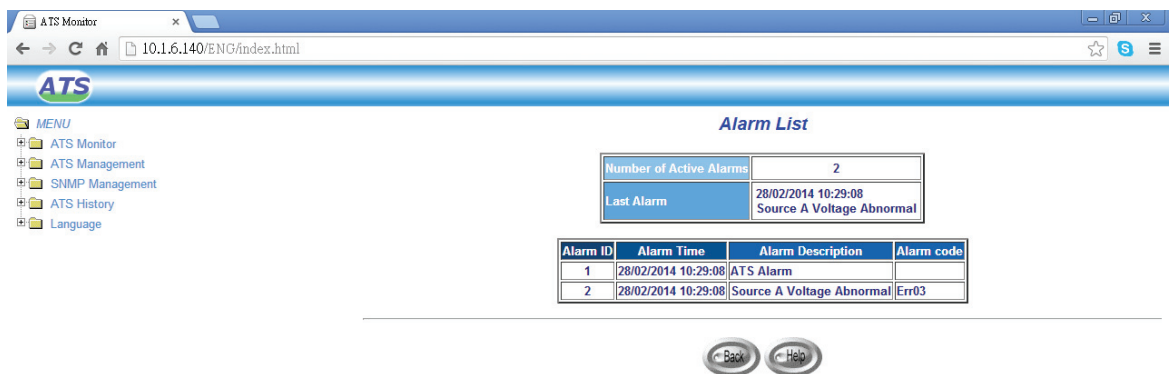 ATS Monitor
10.1.6.140/ENG/index.html
ATS
MENU
ATS Monitor
ATS Management
SNMP Management
ATS History
Language
Alarm List
Number of Active Alarms 2
Last Alarm 28/02/2014 10:29:08
Source A Voltage Abnormal
Alarm ID Alarm Time Alarm Description Alarm code
1 28/02/2014 10:29:08 ATS Alarm
2 28/02/2014 10:29:08 Source A Voltage Abnormal Err03
Back Help